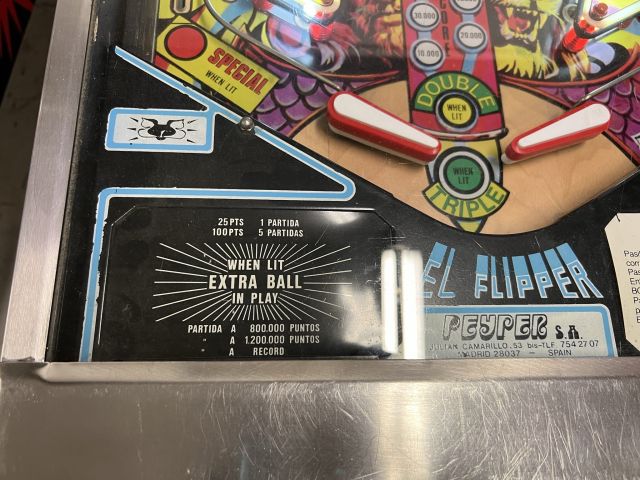 30.000
20.000
10.000
SPECIAL
WHEN LIT
DOUBLE
WHEN
LIT
WHEN
LIT
TRIPLE
25 PTS 1 PARTIDA
100 PTS 5 PARTIDAS
WHEN LIT
EXTRA BALL
IN PLAY
PARTIDA A 800.000 PUNTOS
" A 1.200.000 PUNTOS
A RECORD
EL FLIPPER
PEYPER S.A.
JULIAN CAMARILLO, 53 bis-TLF. 754 27 07
MADRID 28037 - SPAIN